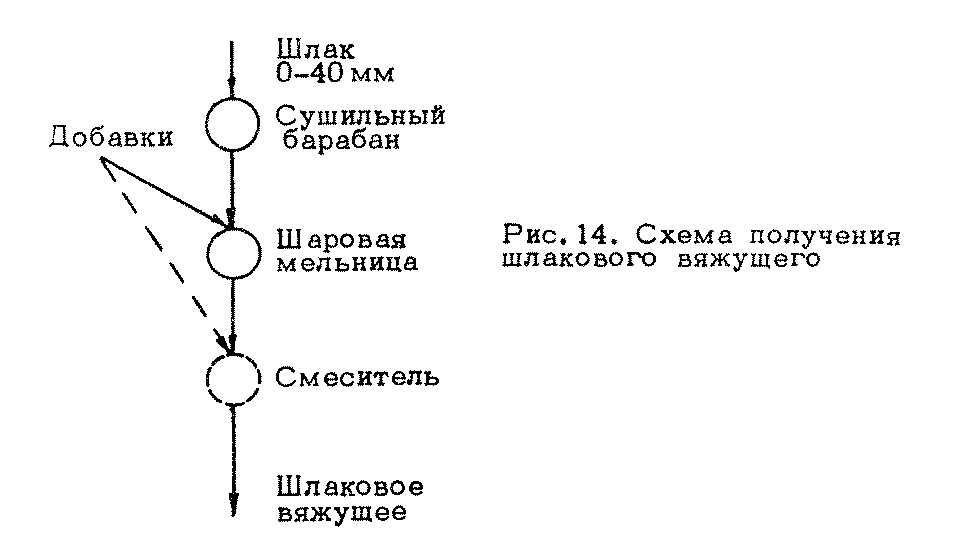 Шлак
0-40 мм
Сушильный
барабан
Добавки
Шаровая
мельница
Рис. 14. Схема получения
шлакового вяжущего
Смеситель
Шлаковое
вяжущее